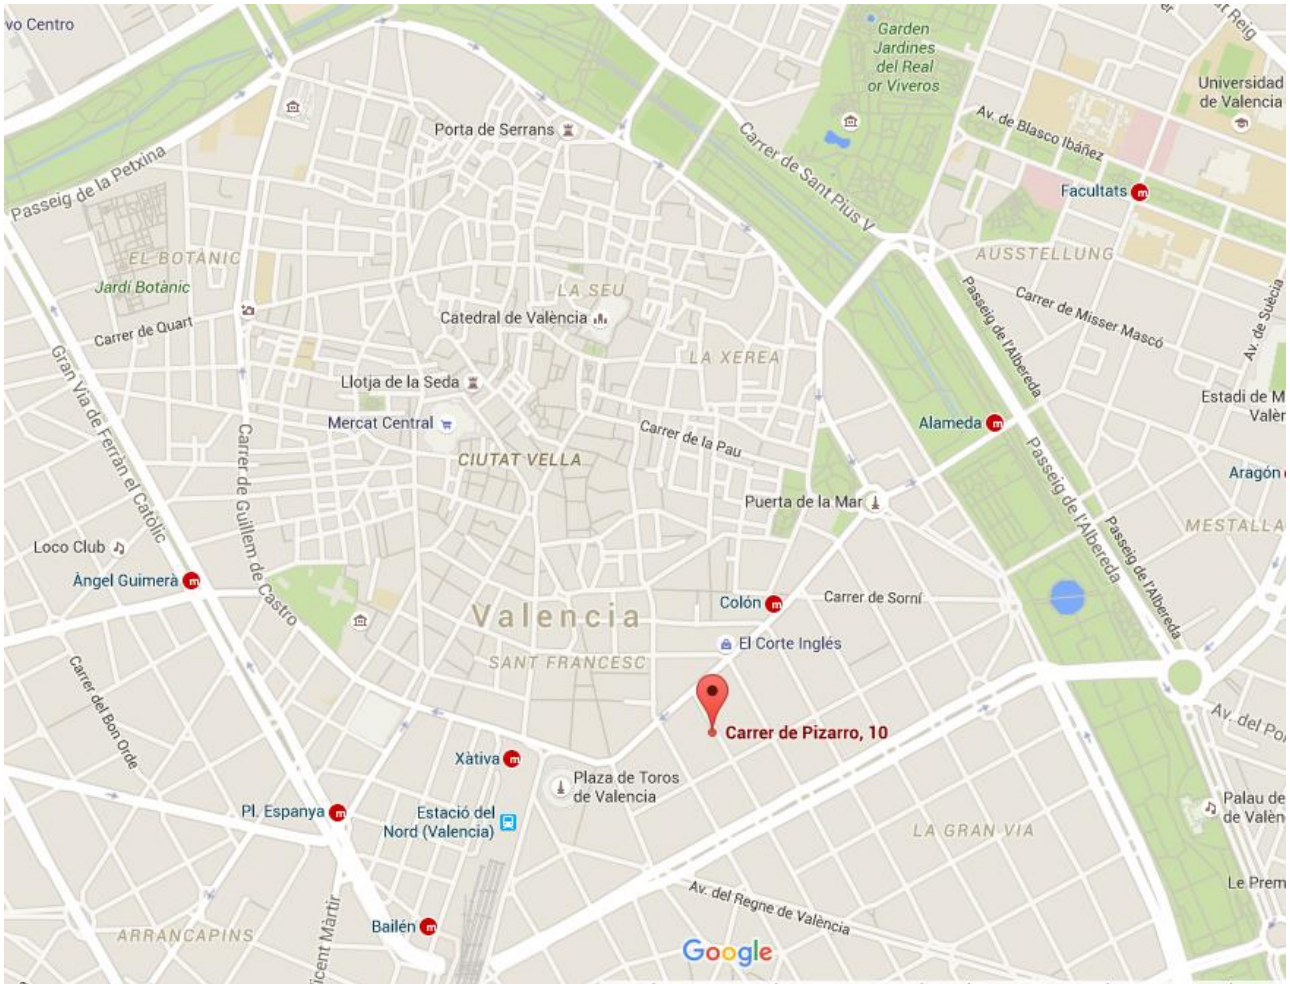 vo Centro
Garden
Jardines
del Real
or Viveros
Reig
Universidad
de Valencia
Porta de Serrans
Av. de Blasco Ibáñez
Carrer de Sant Pius V
Passeig de la Petxina
m
Facultats
EL BOTÀNIC
AUSSTELLUNG
Jardí Botànic
LA SEU
Passeig de l'Albereda
Carrer de Misser Mascó
Av. de Suècia
Carrer de Quart
Catedral de València
Gran Via de Ferràn el Catòlic
LA XEREA
Llotja de la Seda
Estadi de M
Valèr
Mercat Central
Alameda
m
Carrer de la Pau
Carrer de Guillem de Castro
CIUTAT VELLA
Passeig de l'Albereda
Aragón
Puerta de la Mar
MESTALLA
Passeig de l'Albereda
Loco Club
Àngel Guimerà
m
Colón
m
Carrer de Sorní
Valencia
El Corte Inglés
SANT FRANCESC
Carrer del Bon Orde
Carrer de Pizarro, 10
Av. del Po
Xàtiva
m
Plaza de Toros
de Valencia
Pl. Espanya
m
Estació del
Nord (Valencia)
Palau de
de Valèn
LA GRAN VIA
Le Prem
Av. del Regne de València
Bailén
m
ARRANCAPINS
icent Màrtir
Google